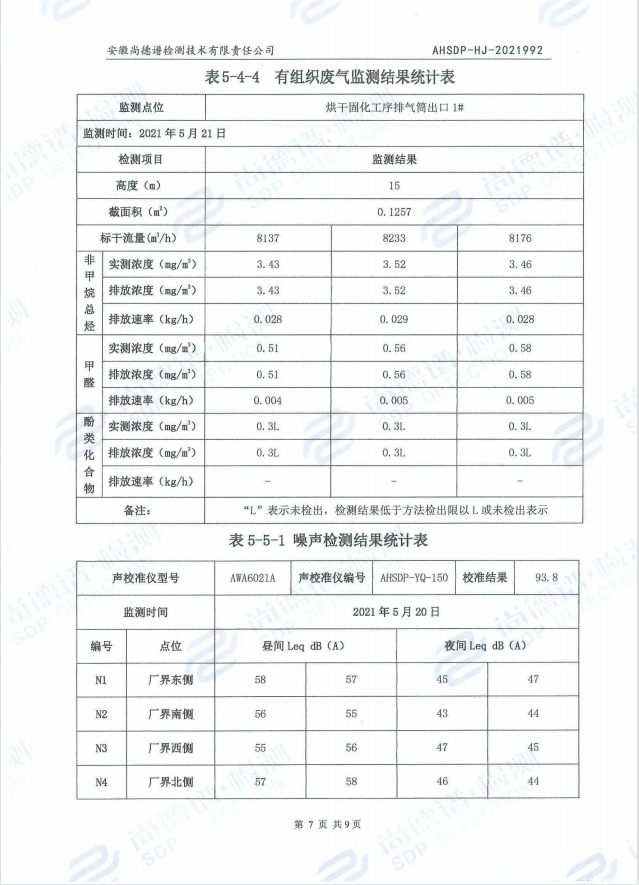 安徽尚德谱检测技术有限责任公司 AHSDP-HJ-2021992
表5-4-4 有组织废气监测结果统计表
监测点位 烘干固化工序排气筒出口 1#
监测时间：2021 年 5 月 21 日
检测项目 监测结果
高度（m） 15
截面积（m²） 0.1257
标干流量(m³/h) 8137 8233 8176
非甲烷总烃 实测浓度（mg/m³） 3.43 3.52 3.46
排放浓度（mg/m³） 3.43 3.52 3.46
排放速率（kg/h） 0.028 0.029 0.028
甲醛 实测浓度（mg/m³） 0.51 0.56 0.58
排放浓度（mg/m³） 0.51 0.56 0.58
排放速率（kg/h） 0.004 0.005 0.005
酚类化合物 实测浓度（mg/m³） 0.3L 0.3L 0.3L
排放浓度（mg/m³） 0.3L 0.3L 0.3L
排放速率（kg/h） - - -
备注： “L”表示未检出，检测结果低于方法检出限以 L 或未检出表示
表 5-5-1 噪声检测结果统计表
声校准仪型号 AWA6021A 声校准仪编号 AHSDP-YQ-150 校准结果 93.8
监测时间 2021 年 5 月 20 日
编号 点位 昼间 Leq dB（A） 夜间 Leq dB（A）
N1 厂界东侧 58 57 45 47
N2 厂界南侧 56 55 43 44
N3 厂界西侧 55 56 47 45
N4 厂界北侧 57 58 46 44
第 7 页 共 9 页
尚德谱·检测
SDP DETECTION